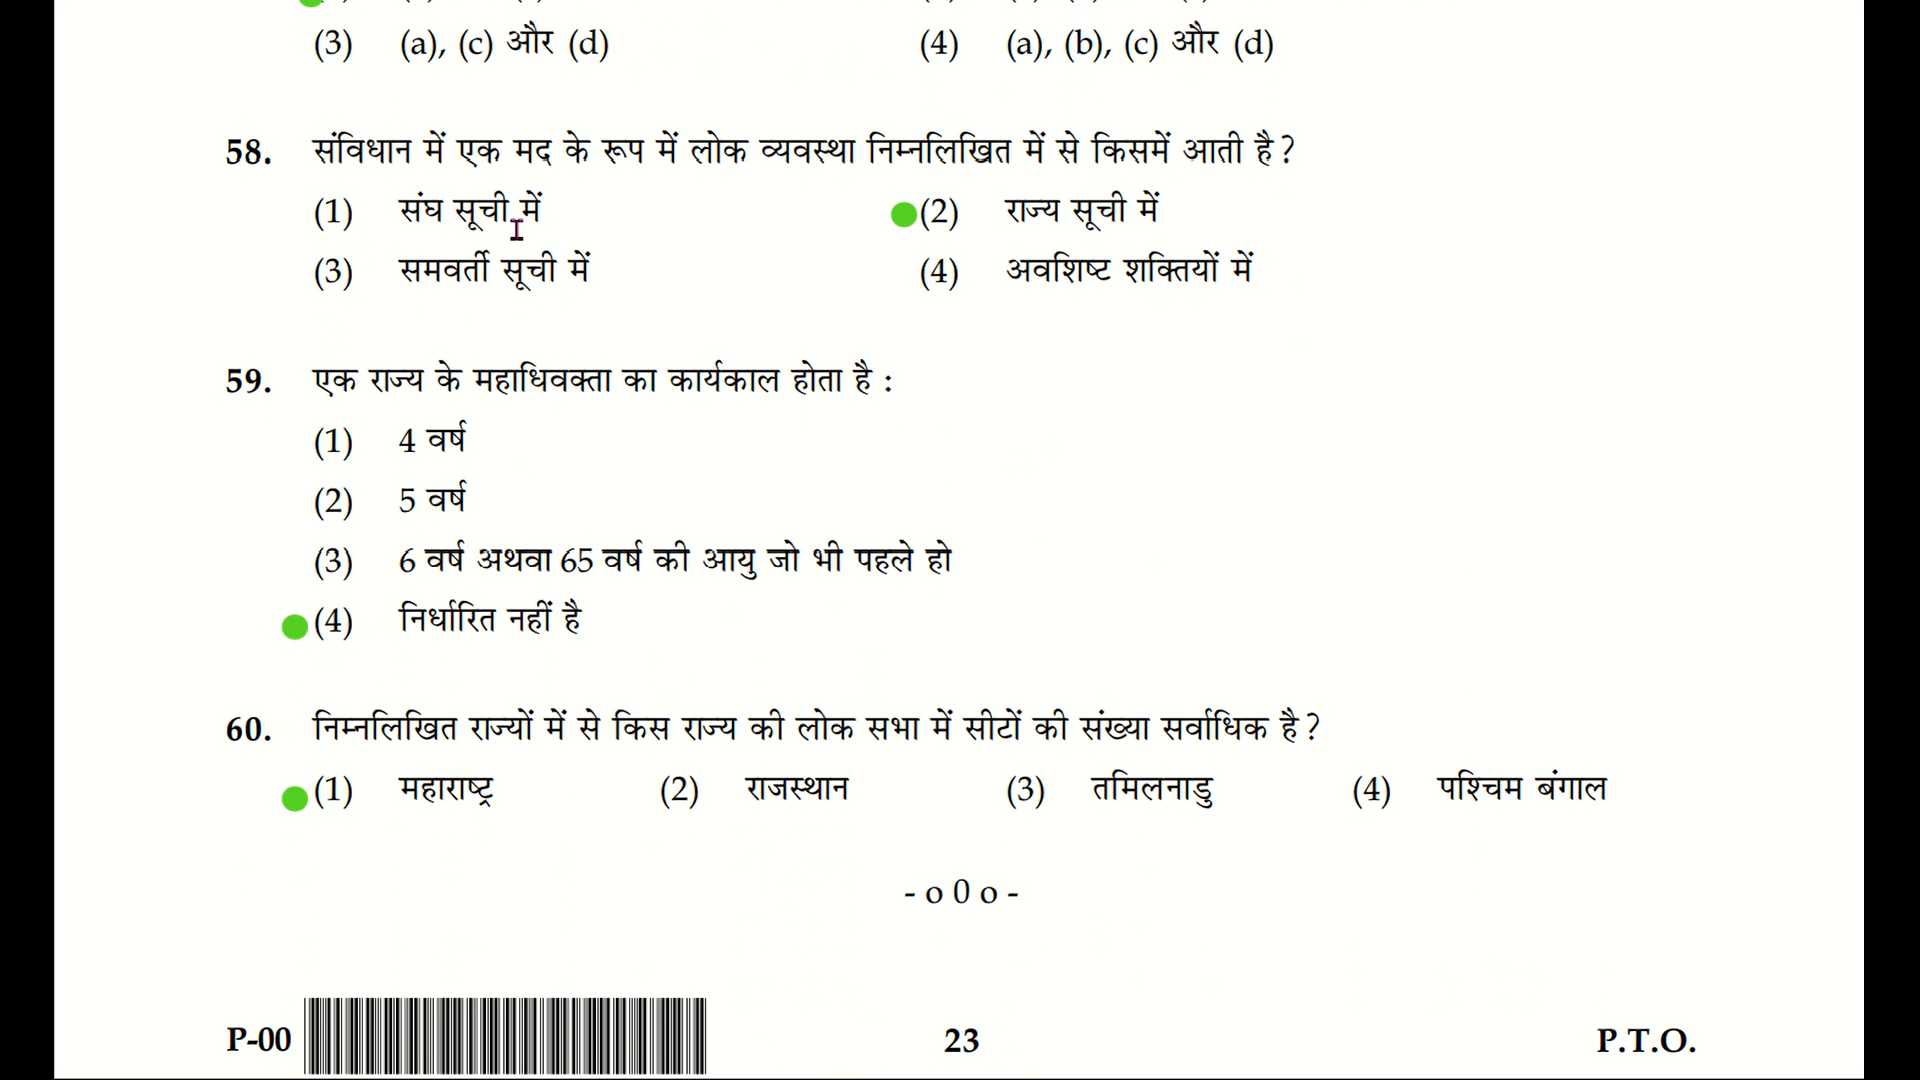 (3) (a), (c) और (d) (4) (a), (b), (c) और (d)
58. संविधान में एक मद के रूप में लोक व्यवस्था निम्नलिखित में से किसमें आती है?
(1) संघ सूची में (2) राज्य सूची में
(3) समवर्ती सूची में (4) अवशिष्ट शक्तियों में
59. एक राज्य के महाधिवक्ता का कार्यकाल होता है :
(1) 4 वर्ष
(2) 5 वर्ष
(3) 6 वर्ष अथवा 65 वर्ष की आयु जो भी पहले हो
(4) निर्धारित नहीं है
60. निम्नलिखित राज्यों में से किस राज्य की लोक सभा में सीटों की संख्या सर्वाधिक है?
(1) महाराष्ट्र (2) राजस्थान (3) तमिलनाडु (4) पश्चिम बंगाल
- o 0 o -
P-00 23 P.T.O.